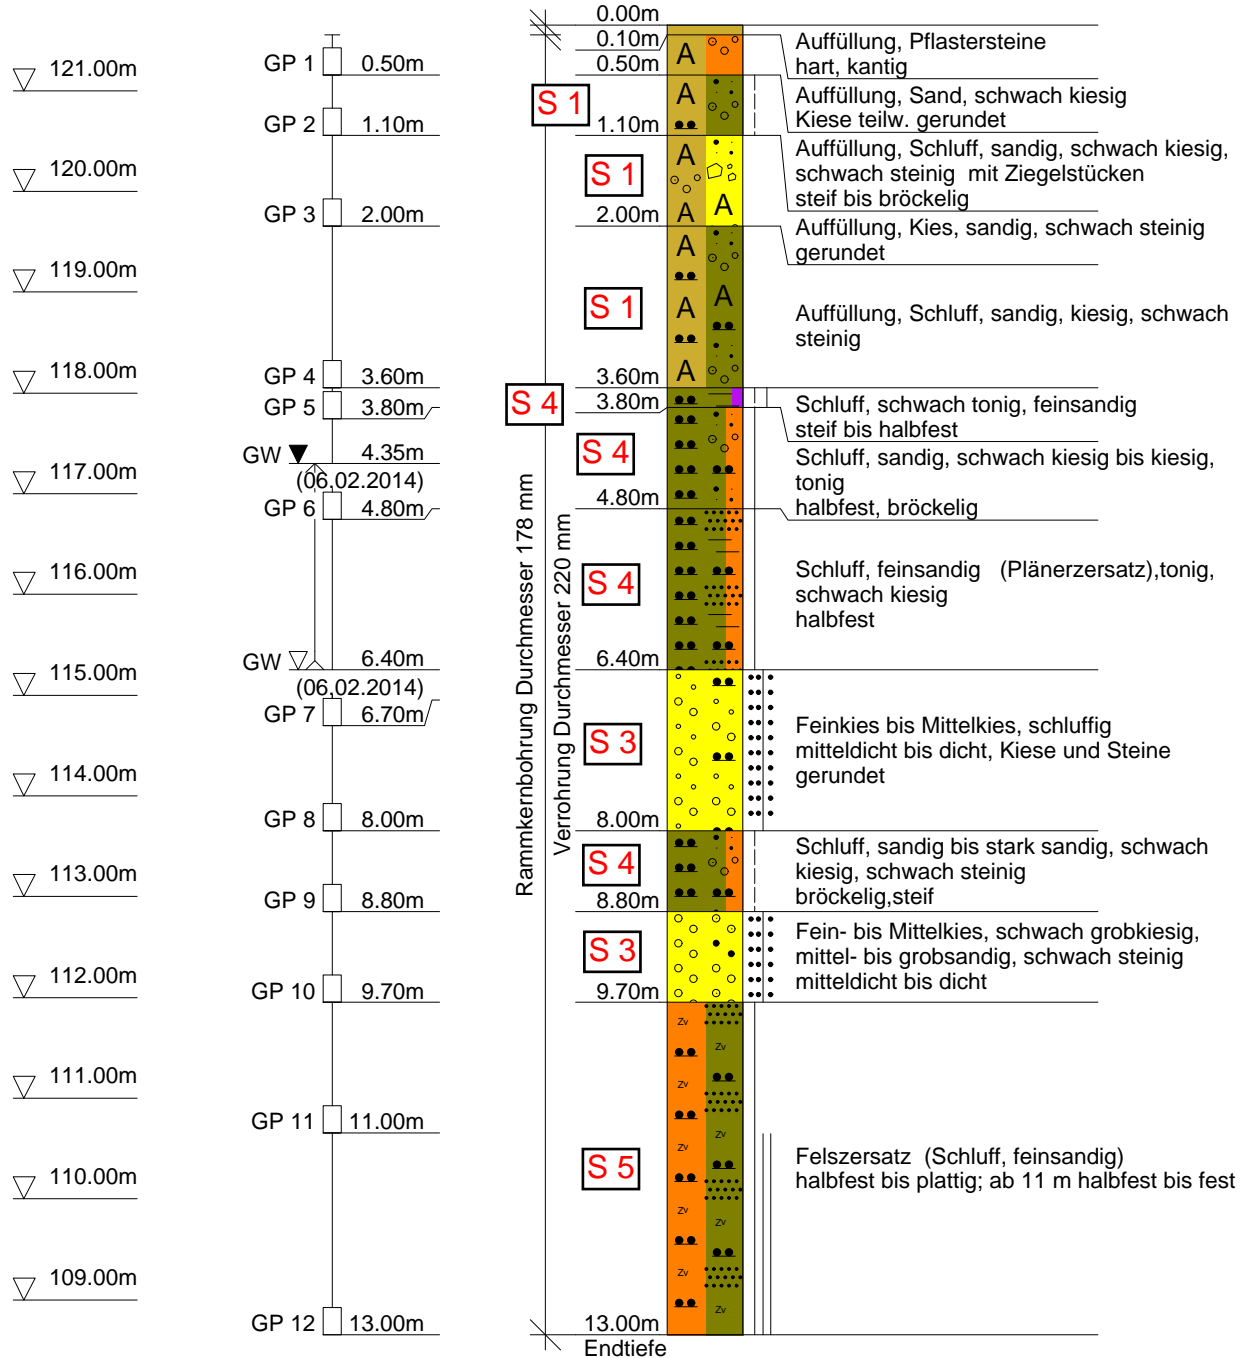 0.00m
0.10m
Auffüllung, Pflastersteine
hart, kantig
121.00m
GP 1
0.50m
0.50m
A
S 1
Auffüllung, Sand, schwach kiesig
Kiese teilw. gerundet
GP 2
1.10m
1.10m
A
120.00m
S 1
A
A
A
Auffüllung, Schluff, sandig, schwach kiesig,
schwach steinig mit Ziegelstücken
steif bis bröckelig
GP 3
2.00m
2.00m
Auffüllung, Kies, sandig, schwach steinig
gerundet
119.00m
S 1
A
A
A
A
Auffüllung, Schluff, sandig, kiesig, schwach
steinig
118.00m
GP 4
3.60m
3.60m
GP 5
3.80m
S 4
3.80m
Schluff, schwach tonig, feinsandig
steif bis halbfest
GW
4.35m
(06.02.2014)
117.00m
S 4
Schluff, sandig, schwach kiesig bis kiesig,
tonig
halbfest, bröckelig
GP 6
4.80m
4.80m
116.00m
S 4
Schluff, feinsandig (Plänerzersatz),tonig,
schwach kiesig
halbfest
GW
6.40m
(06.02.2014)
6.40m
115.00m
GP 7
6.70m
Rammkernbohrung Durchmesser 178 mm
Verrohrung Durchmesser 220 mm
S 3
Feinkies bis Mittelkies, schluffig
mitteldicht bis dicht, Kiese und Steine
gerundet
114.00m
GP 8
8.00m
8.00m
113.00m
S 4
Schluff, sandig bis stark sandig, schwach
kiesig, schwach steinig
bröckelig,steif
GP 9
8.80m
8.80m
S 3
Fein- bis Mittelkies, schwach grobkiesig,
mittel- bis grobsandig, schwach steinig
mitteldicht bis dicht
112.00m
GP 10
9.70m
9.70m
Zv
Zv
Zv
Zv
Zv
Zv
Zv
Zv
Zv
Zv
111.00m
GP 11
11.00m
110.00m
S 5
Felszersatz (Schluff, feinsandig)
halbfest bis plattig; ab 11 m halbfest bis fest
109.00m
GP 12
13.00m
13.00m
Endtiefe